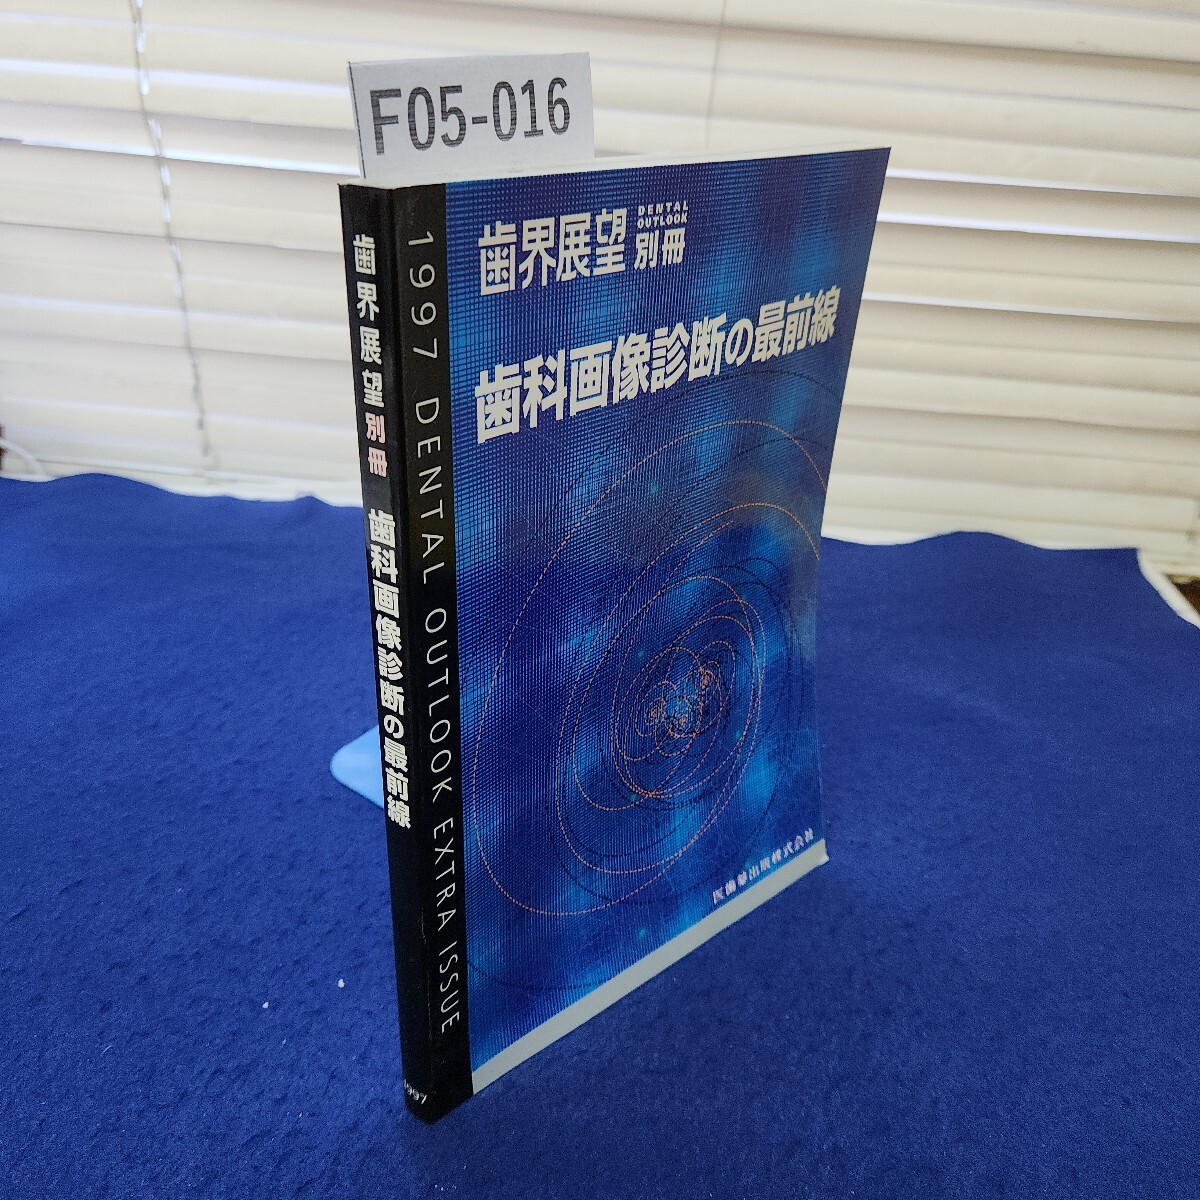 F05-016
歯界展望別冊
歯科画像診断の最前線
1997
1997 DENTAL OUTLOOK EXTRA ISSUE
歯界展望
DENTAL
OUTLOOK
別冊
歯科画像診断の最前線
医歯薬出版株式会社